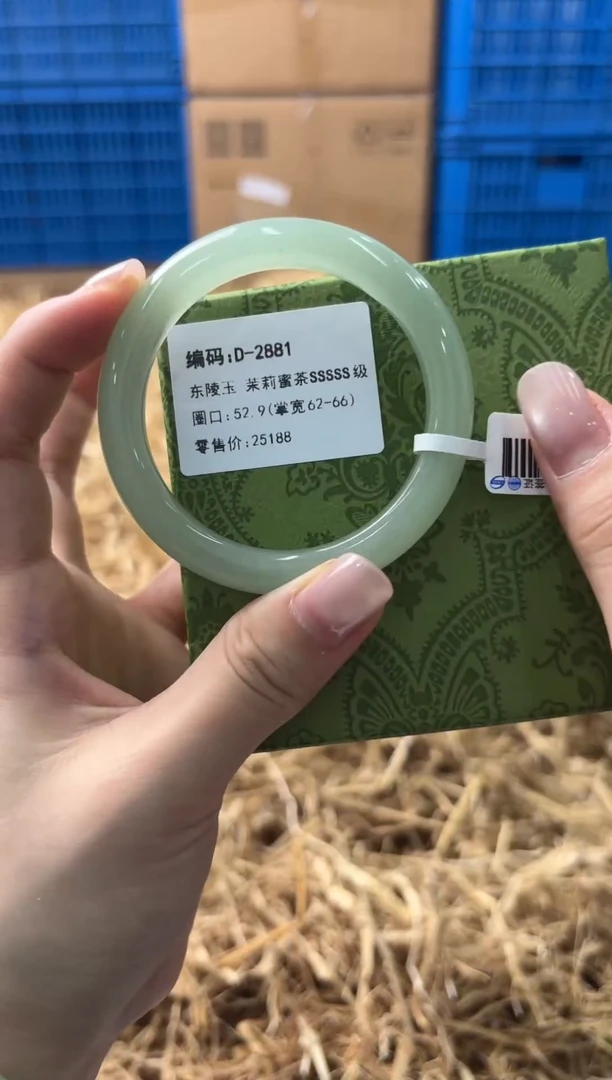 编码:D-2881
东陵玉 茉莉蜜茶SSSSS级
圈口:52.9(掌宽62-66)
零售价:25188